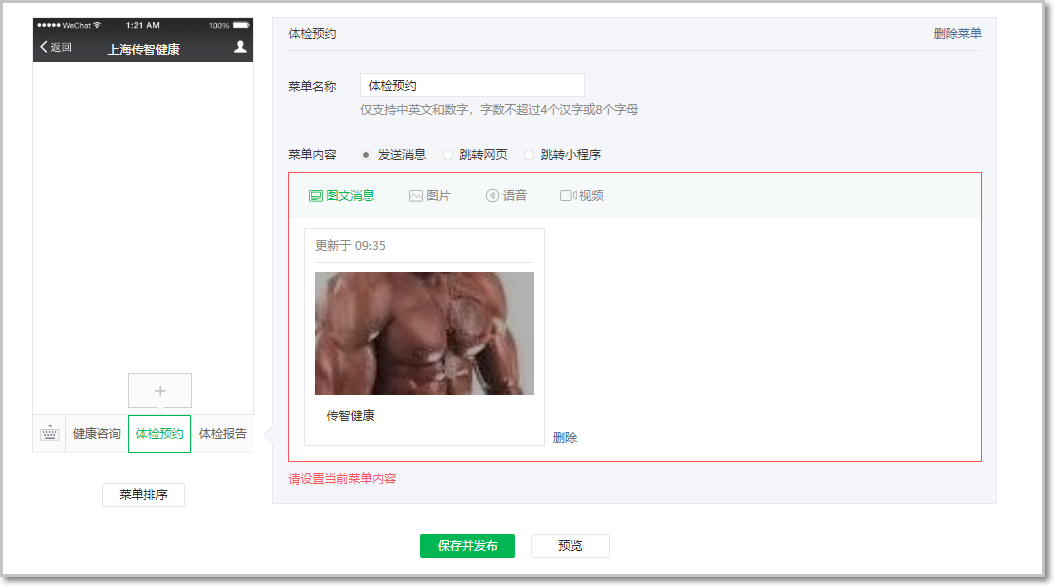 WeChat 1:21 AM 100%
返回 上海传智健康
健康咨询 体检预约 体检报告
菜单排序
体检预约 删除菜单
菜单名称 体检预约
仅支持中英文和数字，字数不超过4个汉字或8个字母
菜单内容 发送消息 跳转网页 跳转小程序
图文消息 图片 语音 视频
更新于 09:35
传智健康
删除
请设置当前菜单内容
保存并发布 预览